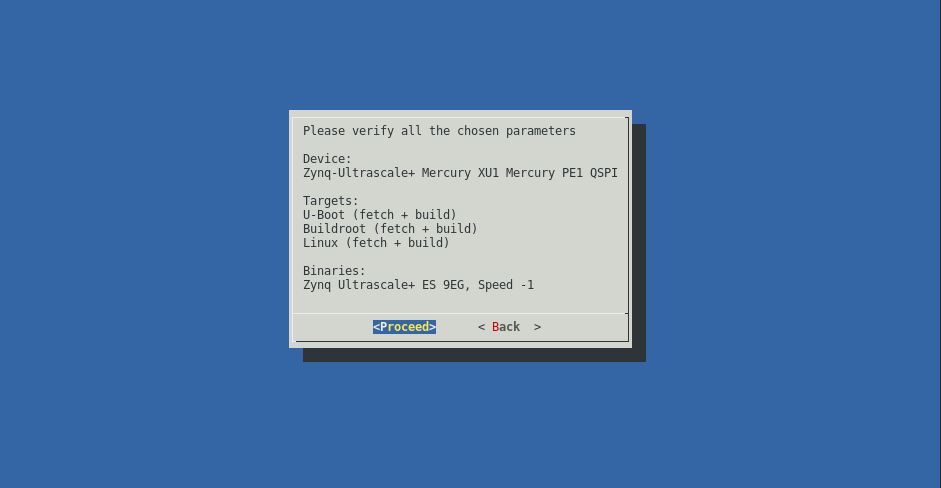 Please verify all the chosen parameters
Device:
Zynq-Ultrascale+ Mercury XU1 Mercury PE1 QSPI
Targets:
U-Boot (fetch + build)
Buildroot (fetch + build)
Linux (fetch + build)
Binaries:
Zynq Ultrascale+ ES 9EG, Speed -1
<Proceed> < Back >